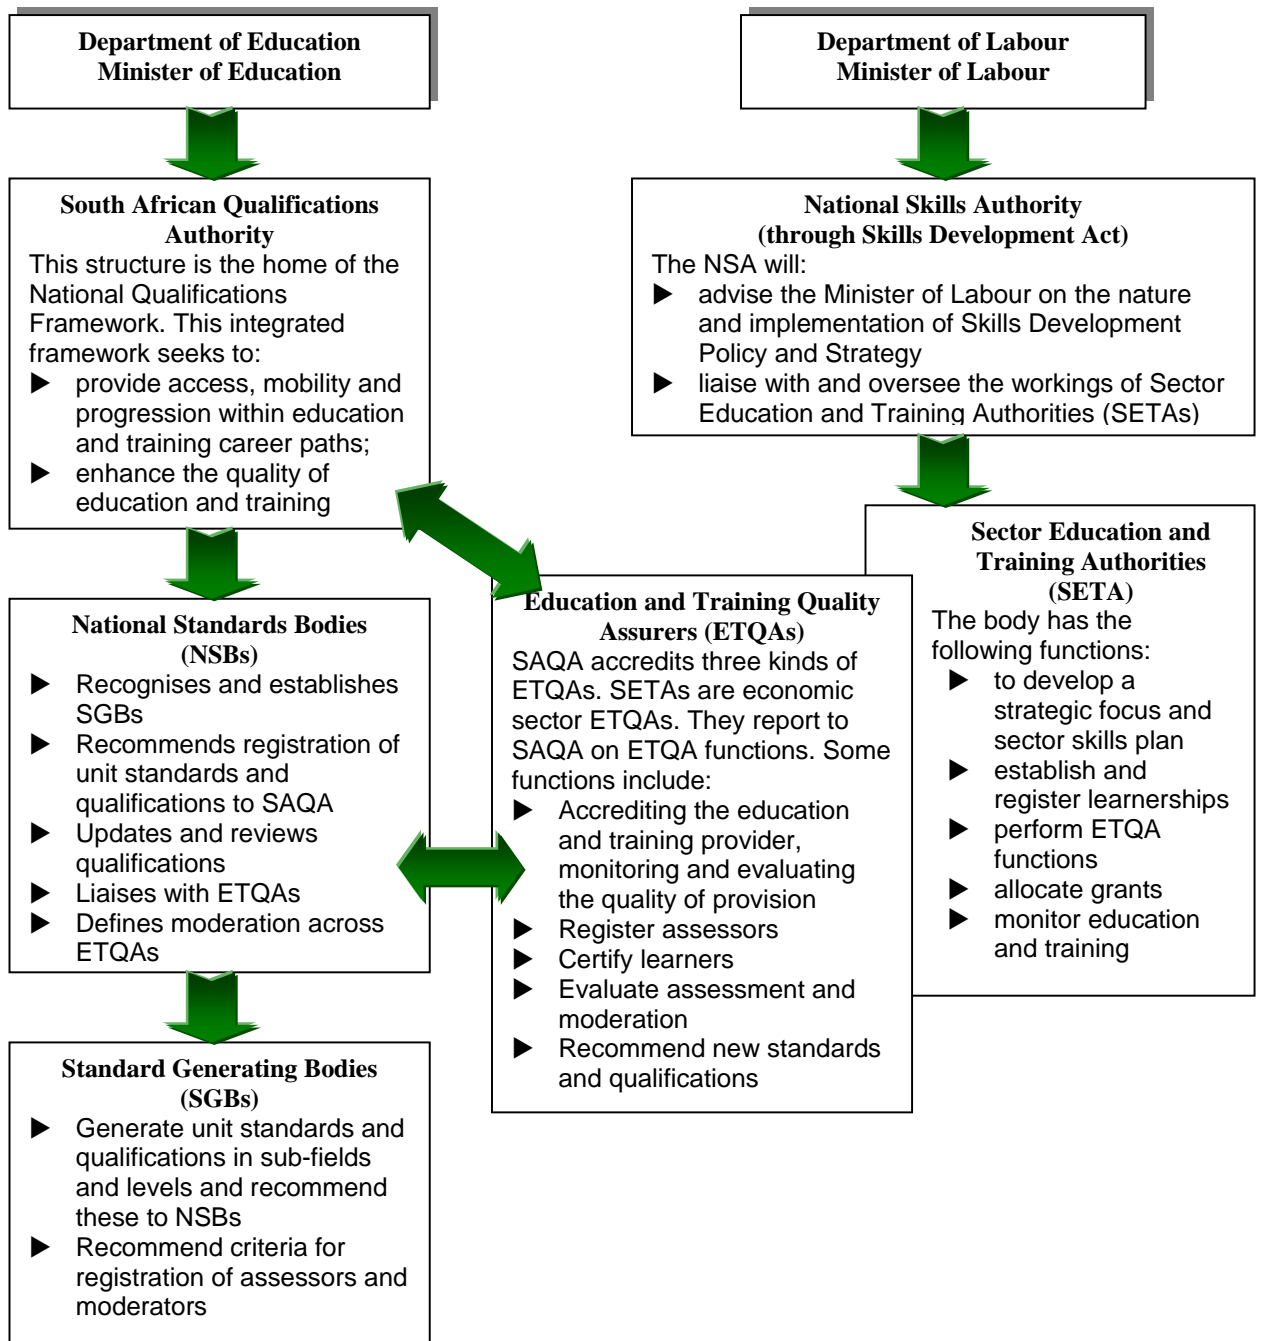 Department of Education
Minister of Education
Department of Labour
Minister of Labour
South African Qualifications
Authority
This structure is the home of the
National Qualifications
Framework. This integrated
framework seeks to:
▶ provide access, mobility and
progression within education
and training career paths;
▶ enhance the quality of
education and training
National Skills Authority
(through Skills Development Act)
The NSA will:
▶ advise the Minister of Labour on the nature
and implementation of Skills Development
Policy and Strategy
▶ liaise with and oversee the workings of Sector
Education and Training Authorities (SETAs)
National Standards Bodies
(NSBs)
▶ Recognises and establishes
SGBs
▶ Recommends registration of
unit standards and
qualifications to SAQA
▶ Updates and reviews
qualifications
▶ Liaises with ETQAs
▶ Defines moderation across
ETQAs
Education and Training Quality
Assurers (ETQAs)
SAQA accredits three kinds of
ETQAs. SETAs are economic
sector ETQAs. They report to
SAQA on ETQA functions. Some
functions include:
▶ Accrediting the education
and training provider,
monitoring and evaluating
the quality of provision
▶ Register assessors
▶ Certify learners
▶ Evaluate assessment and
moderation
▶ Recommend new standards
and qualifications
Sector Education and
Training Authorities
(SETA)
The body has the
following functions:
▶ to develop a
strategic focus and
sector skills plan
▶ establish and
register learnerships
▶ perform ETQA
functions
▶ allocate grants
▶ monitor education
and training
Standard Generating Bodies
(SGBs)
▶ Generate unit standards and
qualifications in sub-fields
and levels and recommend
these to NSBs
▶ Recommend criteria for
registration of assessors and
moderators